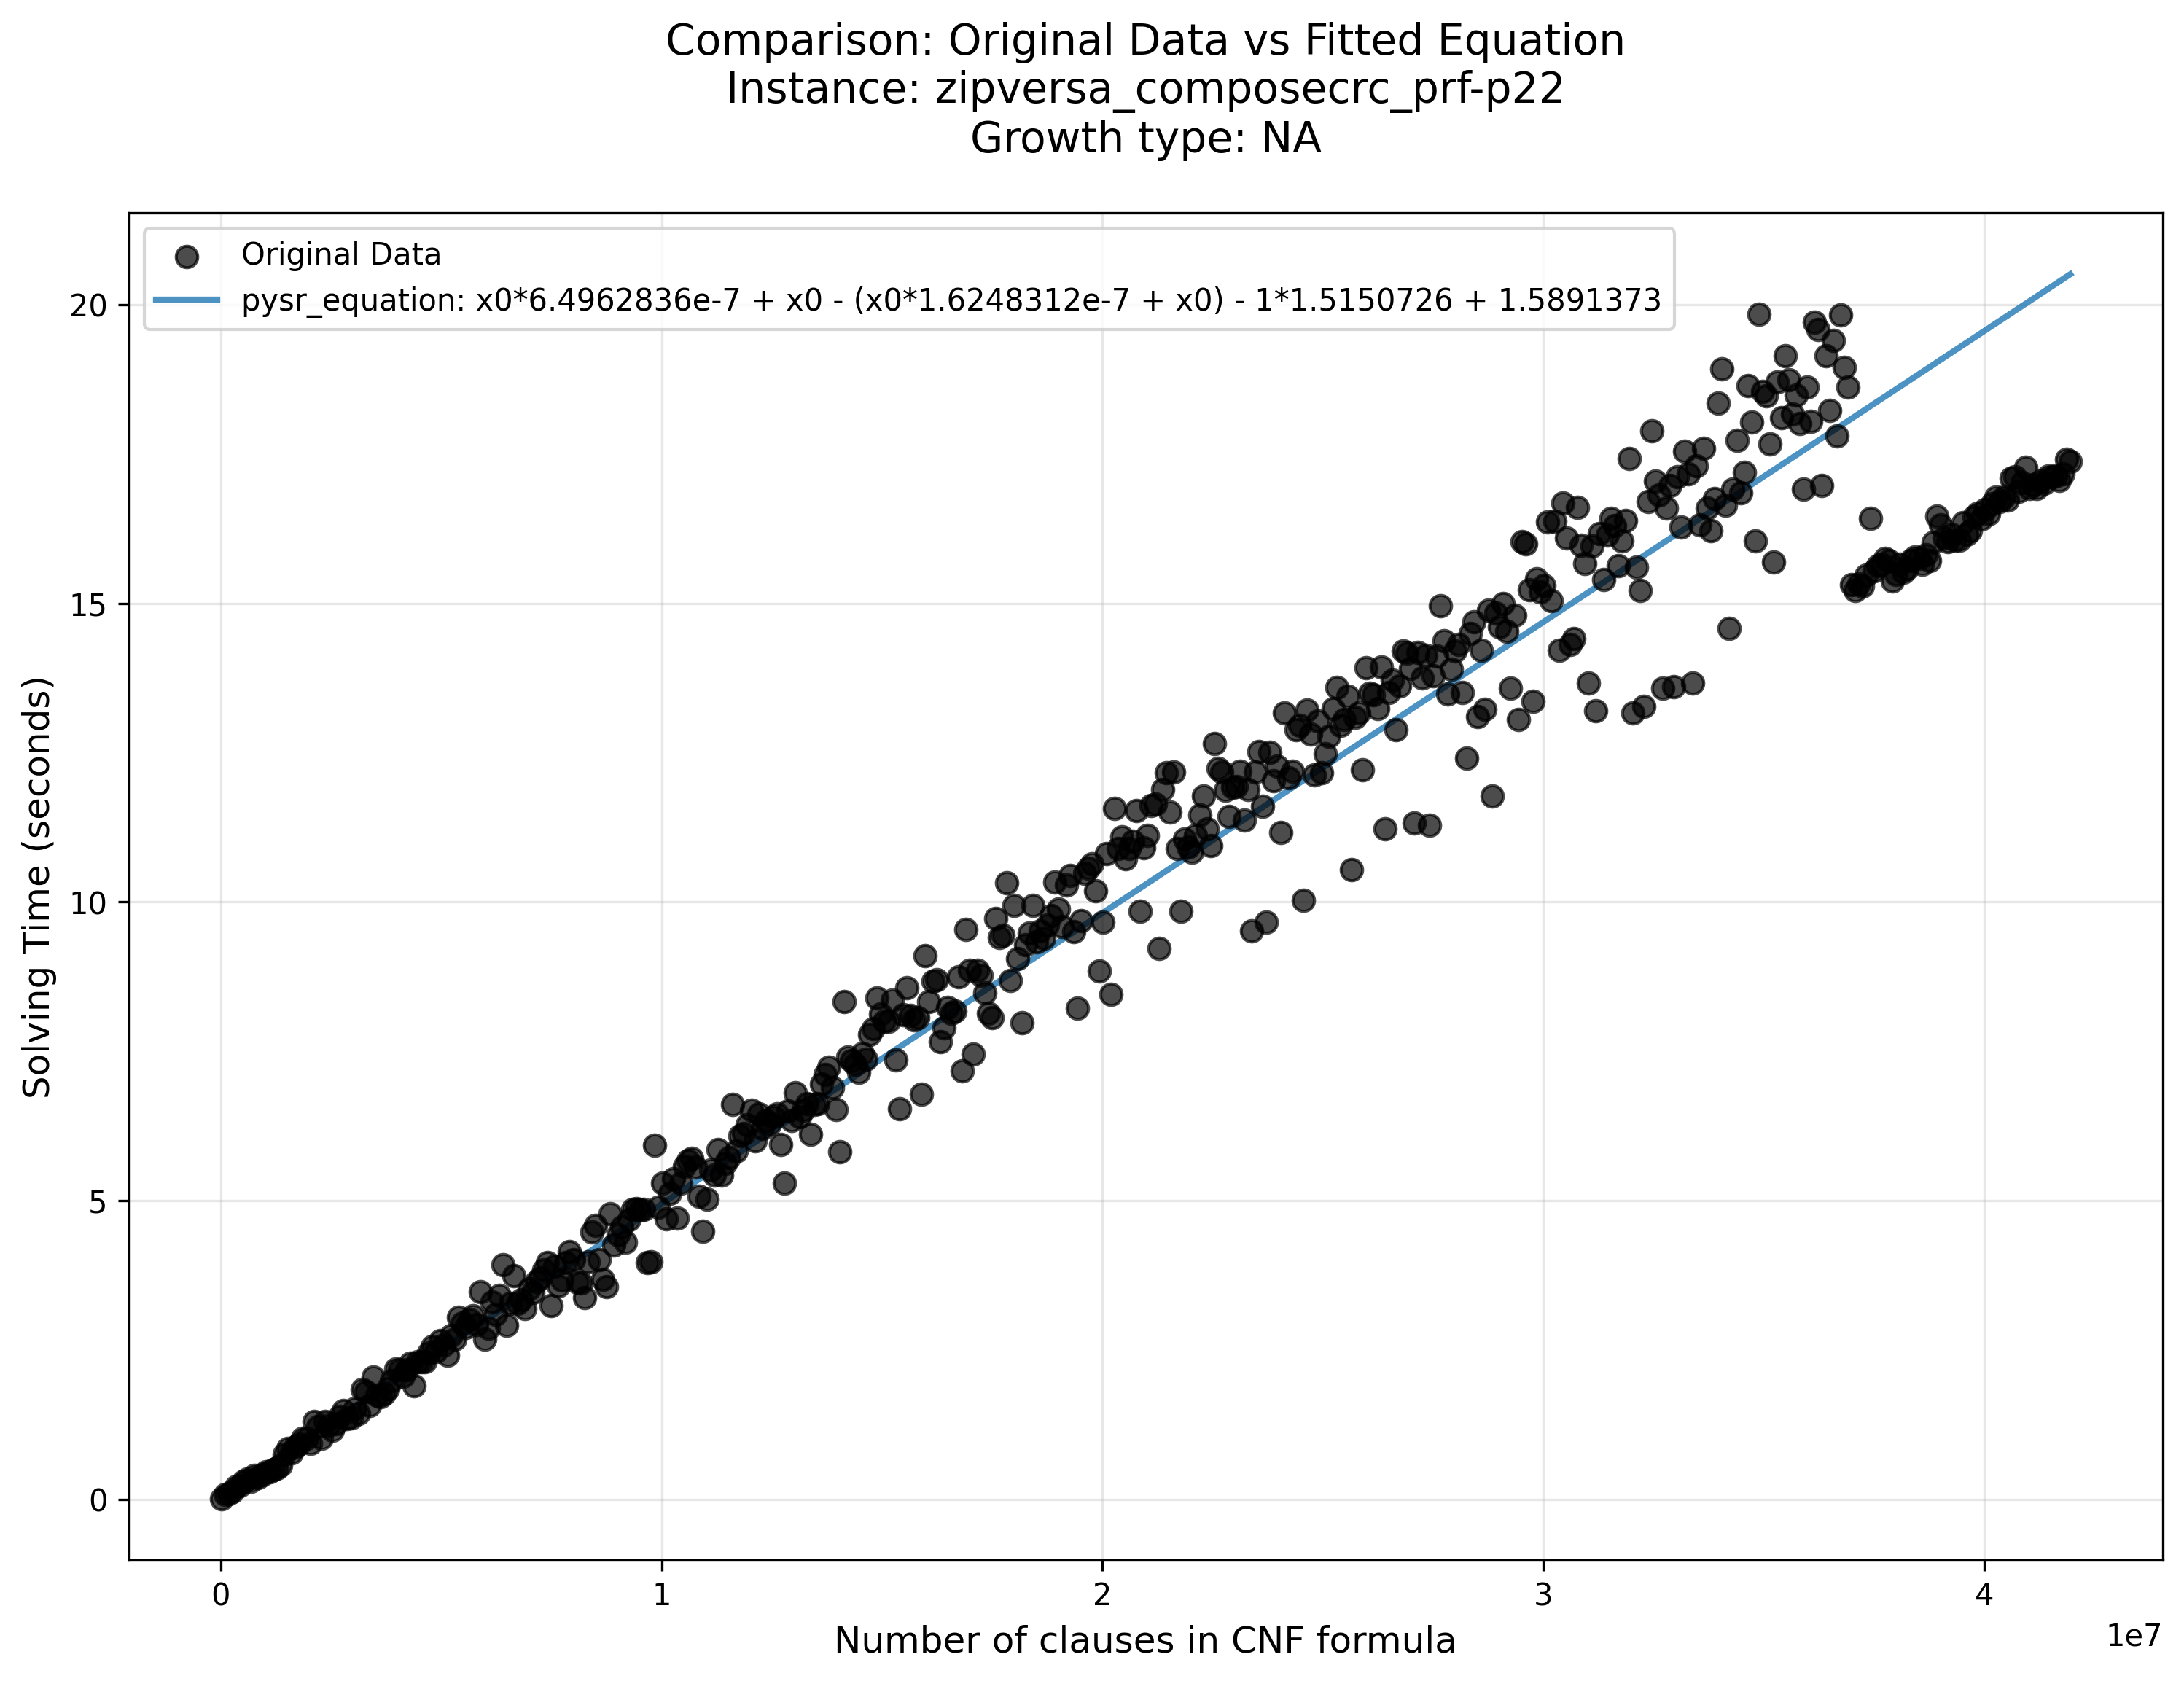 Comparison: Original Data vs Fitted Equation
Instance: zipversa_composecrc_prf-p22
Growth type: NA
Original Data
pysr_equation: x0*6.4962836e-7 + x0 - (x0*1.6248312e-7 + x0) - 1*1.5150726 + 1.5891373
20
15
10
5
0
Solving Time (seconds)
0
1
2
3
4
1e7
Number of clauses in CNF formula